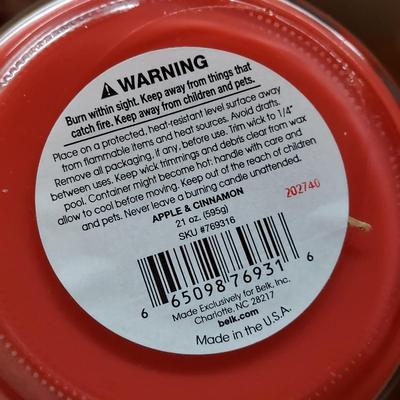 ⚠ WARNING
Burn within sight. Keep away from things that
catch fire. Keep away from children and pets.
Place on a protected, heat-resistant level surface away
from flammable items and heat sources. Avoid drafts.
Remove all packaging, if any, before use. Trim wick to 1/4"
between uses. Keep wick trimmings and debris clear from wax
pool. Container might become hot: handle with care and
allow to cool before moving. Keep out of the reach of children
and pets. Never leave a burning candle unattended.
APPLE & CINNAMON
21 oz. (595g)
SKU #769316
202740
6 65098 76931 6
Made Exclusively for Belk, Inc.
Charlotte, NC 28217
belk.com
Made in the U.S.A.